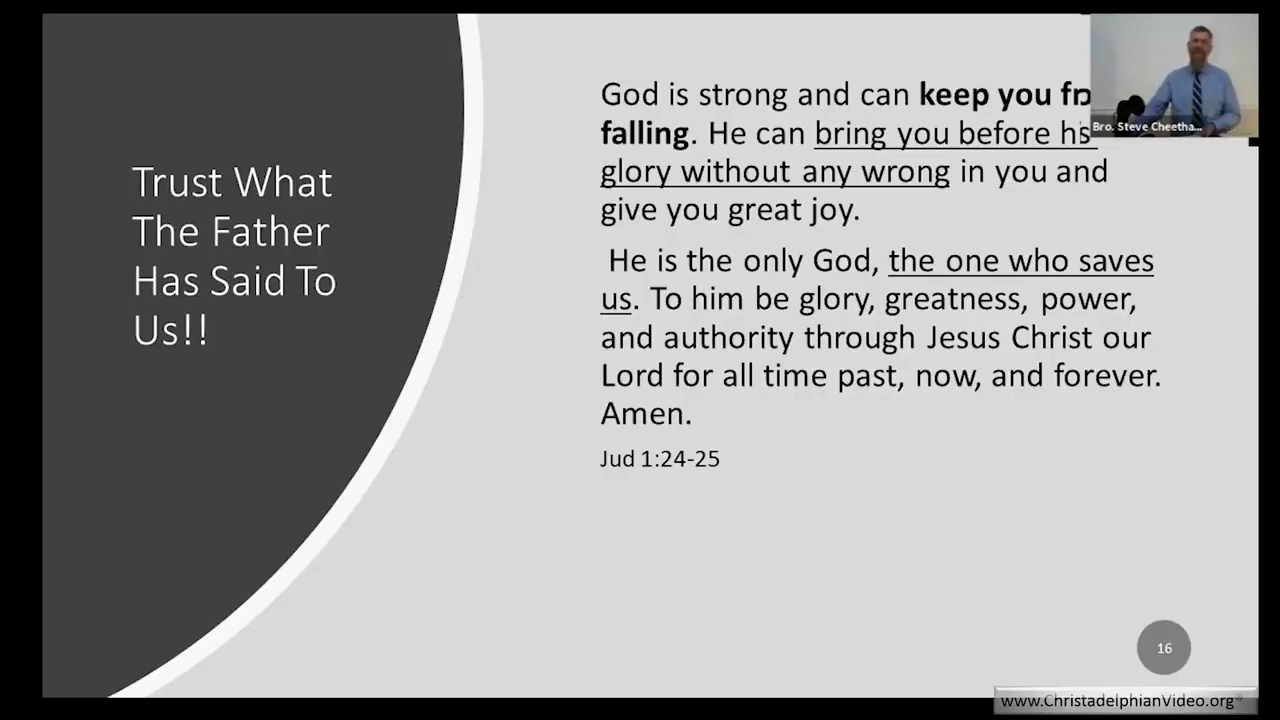 Trust What
The Father
Has Said To
Us!!
God is strong and can keep you
falling. He can bring you before his
glory without any wrong in you and
give you great joy.
He is the only God, the one who saves
us. To him be glory, greatness, power,
and authority through Jesus Christ our
Lord for all time past, now, and forever.
Amen.
Jud 1:24-25
Bro. Steve Cheetha...
16
www.ChristadelphianVideo.org®